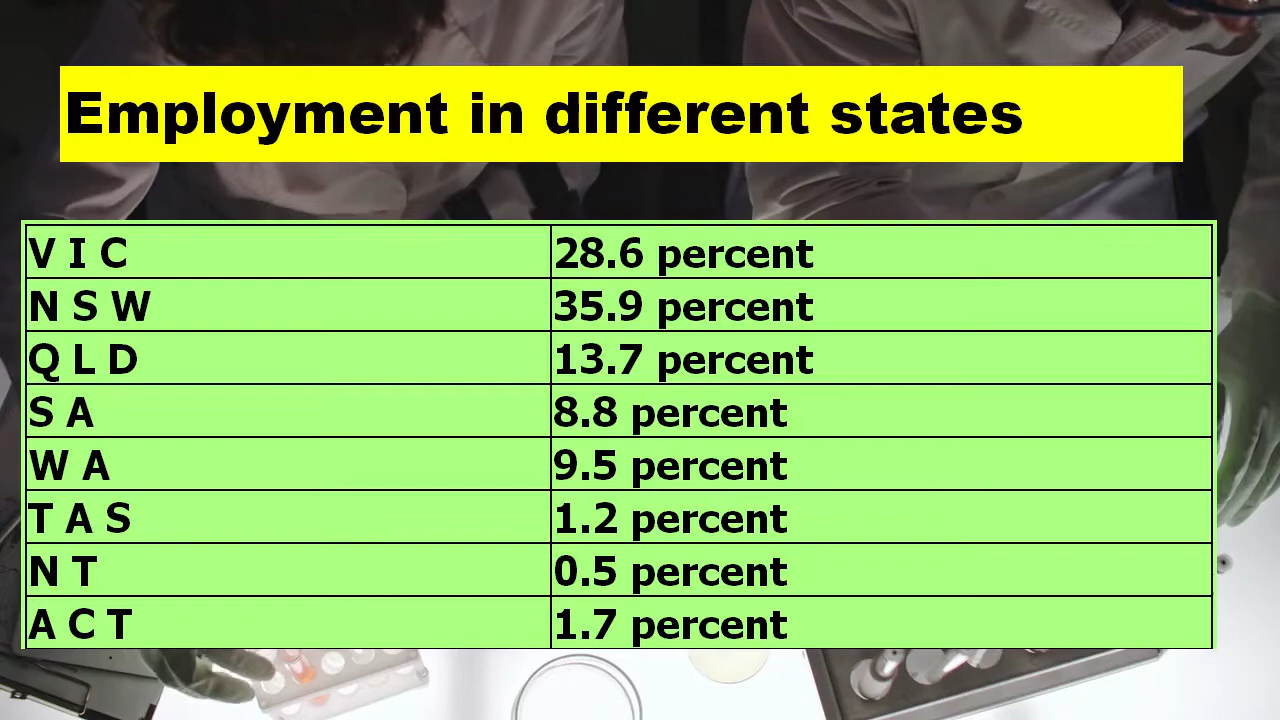 Employment in different states
V I C 28.6 percent
N S W 35.9 percent
Q L D 13.7 percent
S A 8.8 percent
W A 9.5 percent
T A S 1.2 percent
N T 0.5 percent
A C T 1.7 percent